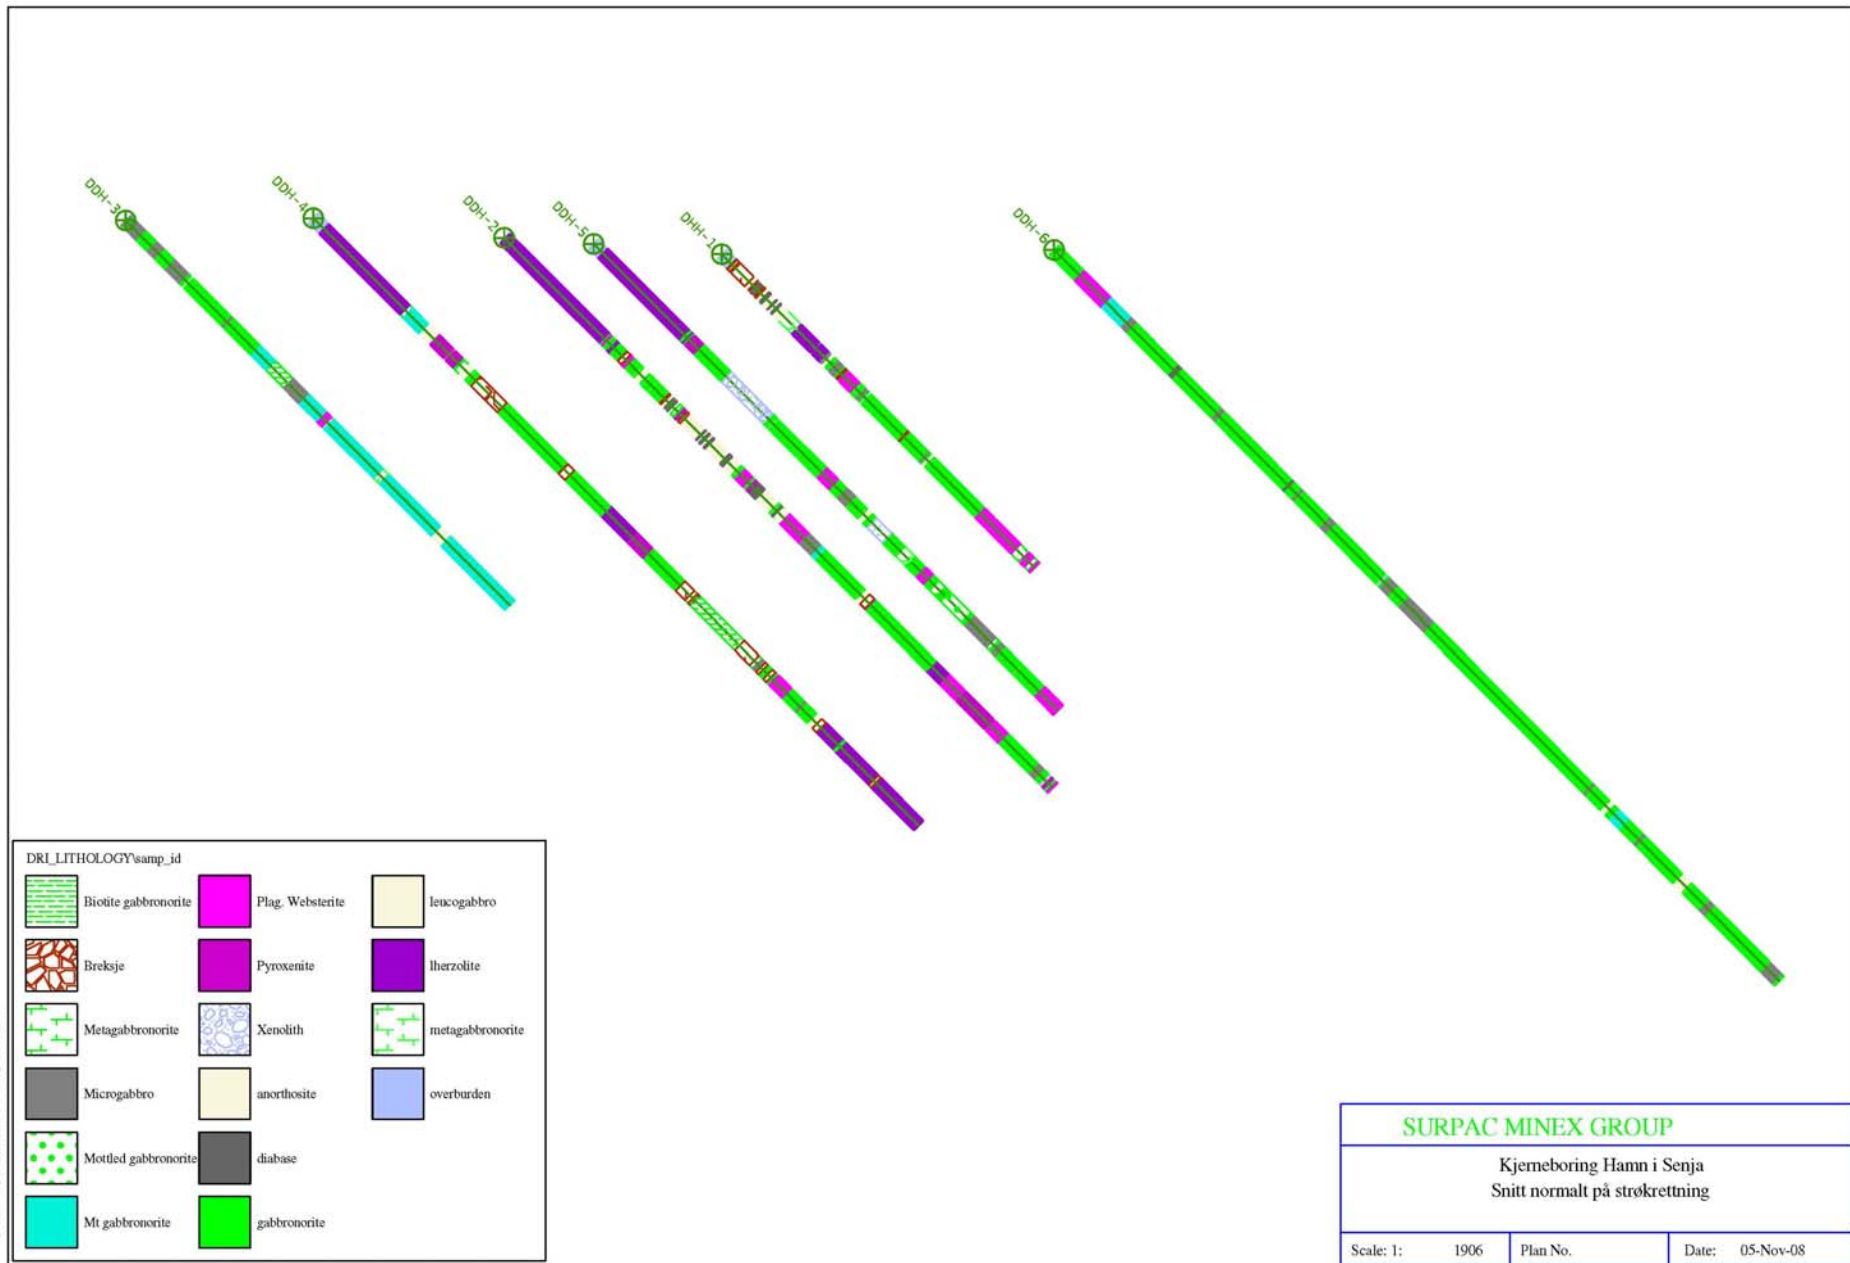 DDH-3
DDH-4
DDH-2
DDH-5
DHH-1
DDH-6
DRI_LITHOLOGY\samp_id
Biotite gabbronorite
Plag. Websterite
leucogabbro
Breksje
Pyroxenite
lherzolite
Metagabbronorite
Xenolith
metagabbronorite
Microgabbro
anorthosite
overburden
Mottled gabbronorite
diabase
Mt gabbronorite
gabbronorite
SURPAC MINEX GROUP
Kjerneboring Hamn i Senja
Snitt normalt på strøkrettning
Scale: 1: 1906
Plan No.
Date: 05-Nov-08